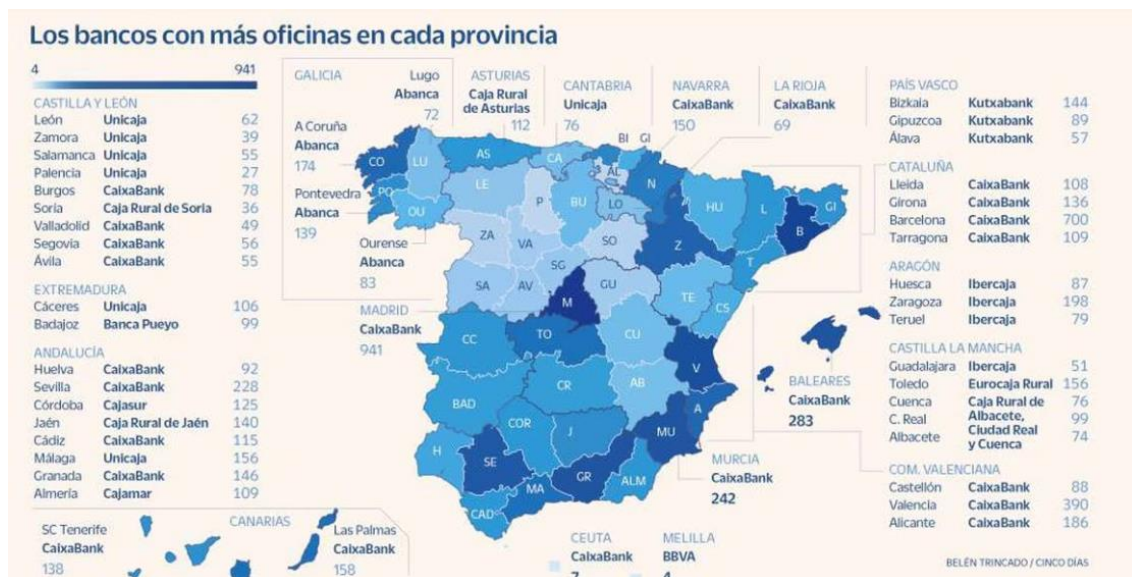 Los bancos con más oficinas en cada provincia
4 941
CASTILLA Y LEÓN
León Unicaja 62
Zamora Unicaja 39
Salamanca Unicaja 55
Palencia Unicaja 27
Burgos CaixaBank 78
Soria Caja Rural de Soria 36
Valladolid CaixaBank 49
Segovia CaixaBank 56
Ávila CaixaBank 55
EXTREMADURA
Cáceres Unicaja 106
Badajoz Banca Pueyo 99
ANDALUCÍA
Huelva CaixaBank 92
Sevilla CaixaBank 228
Córdoba Cajasur 125
Jaén Caja Rural de Jaén 140
Cádiz CaixaBank 115
Málaga Unicaja 156
Granada CaixaBank 146
Almería Cajamar 109
SC Tenerife
CaixaBank
138
CANARIAS
Las Palmas
CaixaBank
158
GALICIA
Lugo
Abanca
72
A Coruña
Abanca
174
Pontevedra
Abanca
139
Ourense
Abanca
83
ASTURIAS
Caja Rural
de Asturias
112
CANTABRIA
Unicaja
76
NAVARRA
CaixaBank
150
LA RIOJA
CaixaBank
69
MADRID
CaixaBank
941
BI GI
CO LU AS CA AL N
PO OU LE P BU LO HU L GI
B
ZA VA SO Z T
SG
SA AV M GU TE CS
CC TO CU
V
BAD CR AB
A
COR J MU
H SE GR ALM
MA
CAD
BALEARES
CaixaBank
283
MURCIA
CaixaBank
242
CEUTA
CaixaBank
7
MELILLA
BBVA
4
PAÍS VASCO
Bizkaia Kutxabank 144
Gipuzcoa Kutxabank 89
Álava Kutxabank 57
CATALUÑA
Lleida CaixaBank 108
Girona CaixaBank 136
Barcelona CaixaBank 700
Tarragona CaixaBank 109
ARAGÓN
Huesca Ibercaja 87
Zaragoza Ibercaja 198
Teruel Ibercaja 79
CASTILLA LA MANCHA
Guadalajara Ibercaja 51
Toledo Eurocaja Rural 156
Cuenca Caja Rural de 76
C. Real Albacete, 99
Ciudad Real
Albacete y Cuenca 74
COM. VALENCIANA
Castellón CaixaBank 88
Valencia CaixaBank 390
Alicante CaixaBank 186
BELÉN TRINCADO / CINCO DÍAS